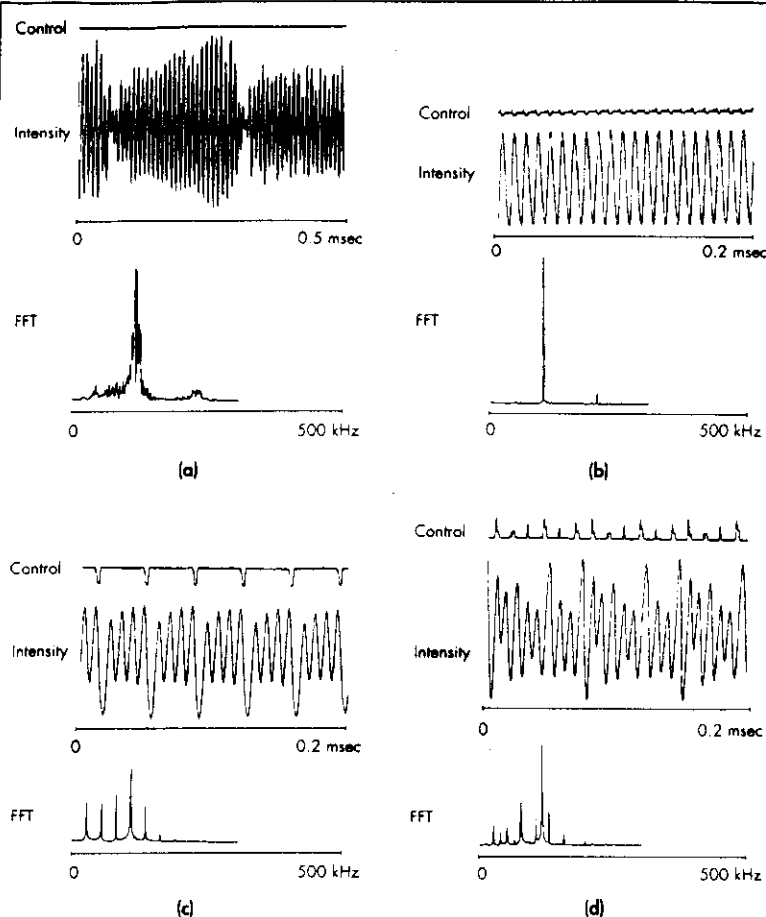 Control
Intensity
0 0.5 msec
FFT
0 500 kHz
(a)
Control
Intensity
0 0.2 msec
FFT
0 500 kHz
(b)
Control
Intensity
0 0.2 msec
FFT
0 500 kHz
(c)
Control
Intensity
0 0.2 msec
FFT
0 500 kHz
(d)